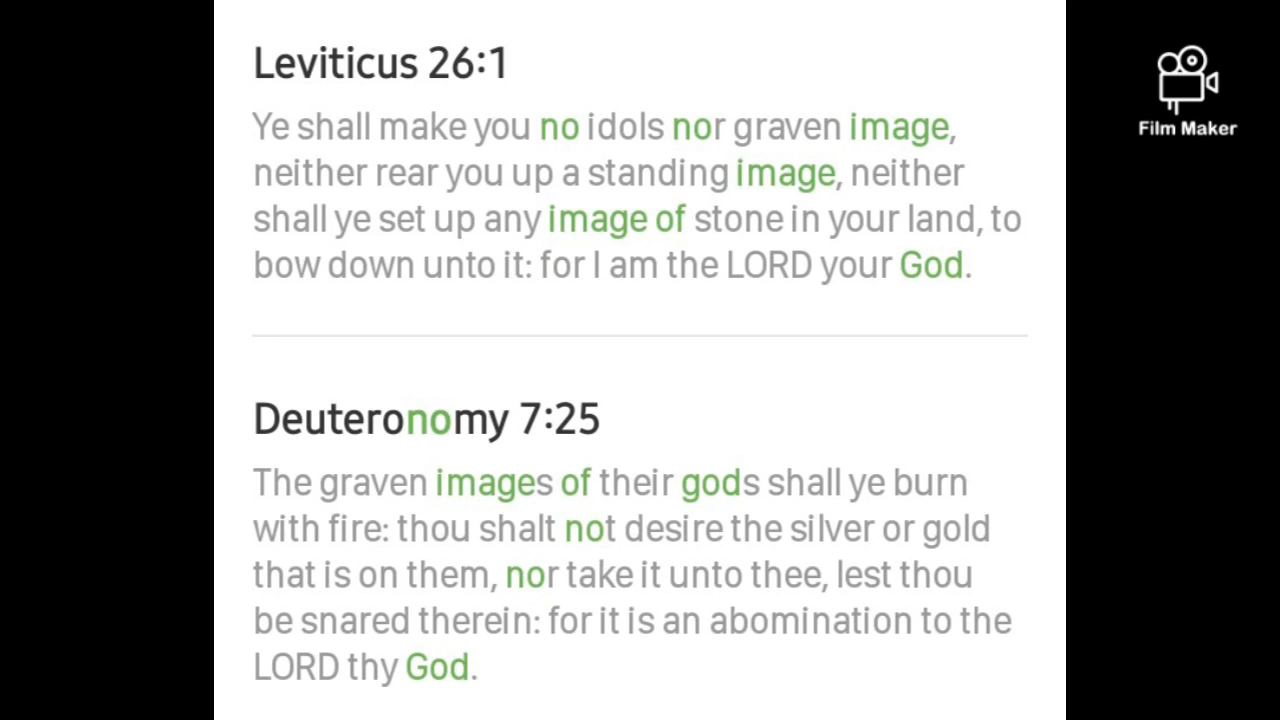 Leviticus 26:1
Ye shall make you no idols nor graven image,
neither rear you up a standing image, neither
shall ye set up any image of stone in your land, to
bow down unto it: for I am the LORD your God.
Deuteronomy 7:25
The graven images of their gods shall ye burn
with fire: thou shalt not desire the silver or gold
that is on them, nor take it unto thee, lest thou
be snared therein: for it is an abomination to the
LORD thy God.
Film Maker